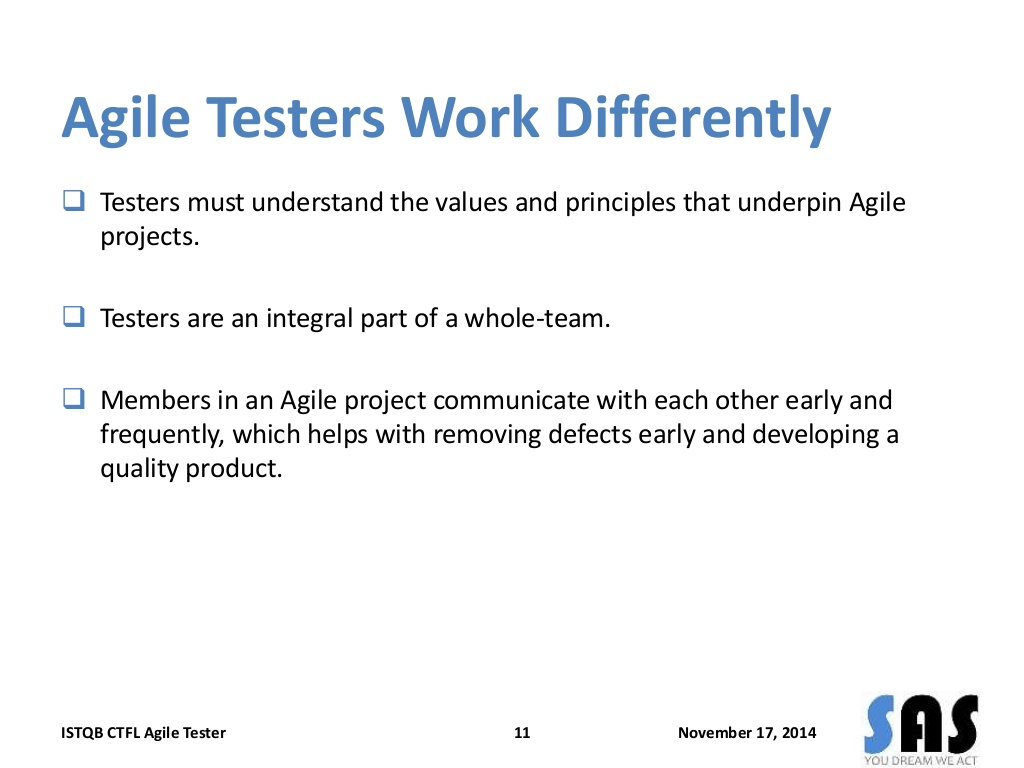 Agile Testers Work Differently
Testers must understand the values and principles that underpin Agile
projects.
Testers are an integral part of a whole-team.
Members in an Agile project communicate with each other early and
frequently, which helps with removing defects early and developing a
quality product.
ISTQB CTFL Agile Tester
11
November 17, 2014
SAS
YOU DREAM WE ACT